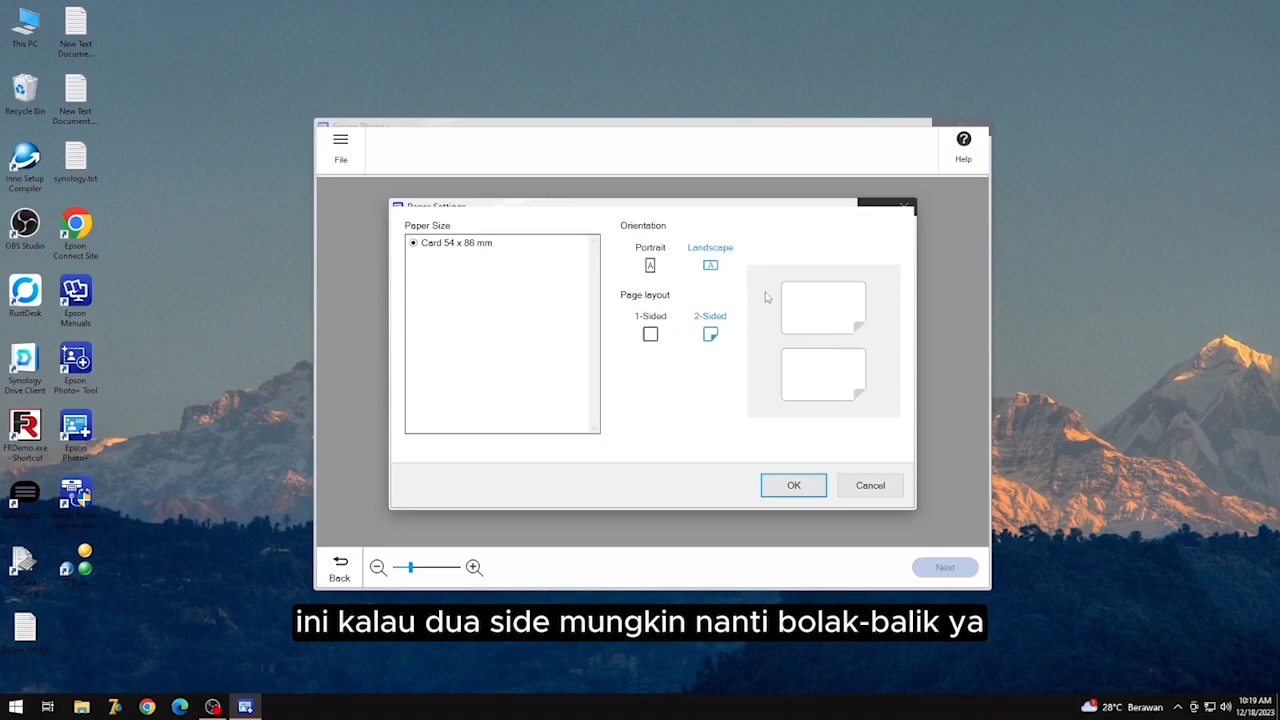 This PC
New Text
Docume...
Recycle Bin
New Text
Document....
Inno Setup
Compiler
synology.txt
OBS Studio
Epson
Connect Site
RustDesk
Epson
Manuals
Synology
Drive Client
Epson
Photo+ Tool
FRDemo.exe
- Shortcut
Epson
Photo+
File
Help
Paper Settings
Paper Size
Card 54 x 86 mm
Orientation
Portrait
Landscape
Page layout
1-Sided
2-Sided
OK
Cancel
Back
Next
ini kalau dua side mungkin nanti bolak-balik ya
28°C Berawan
10:19 AM
12/18/2023